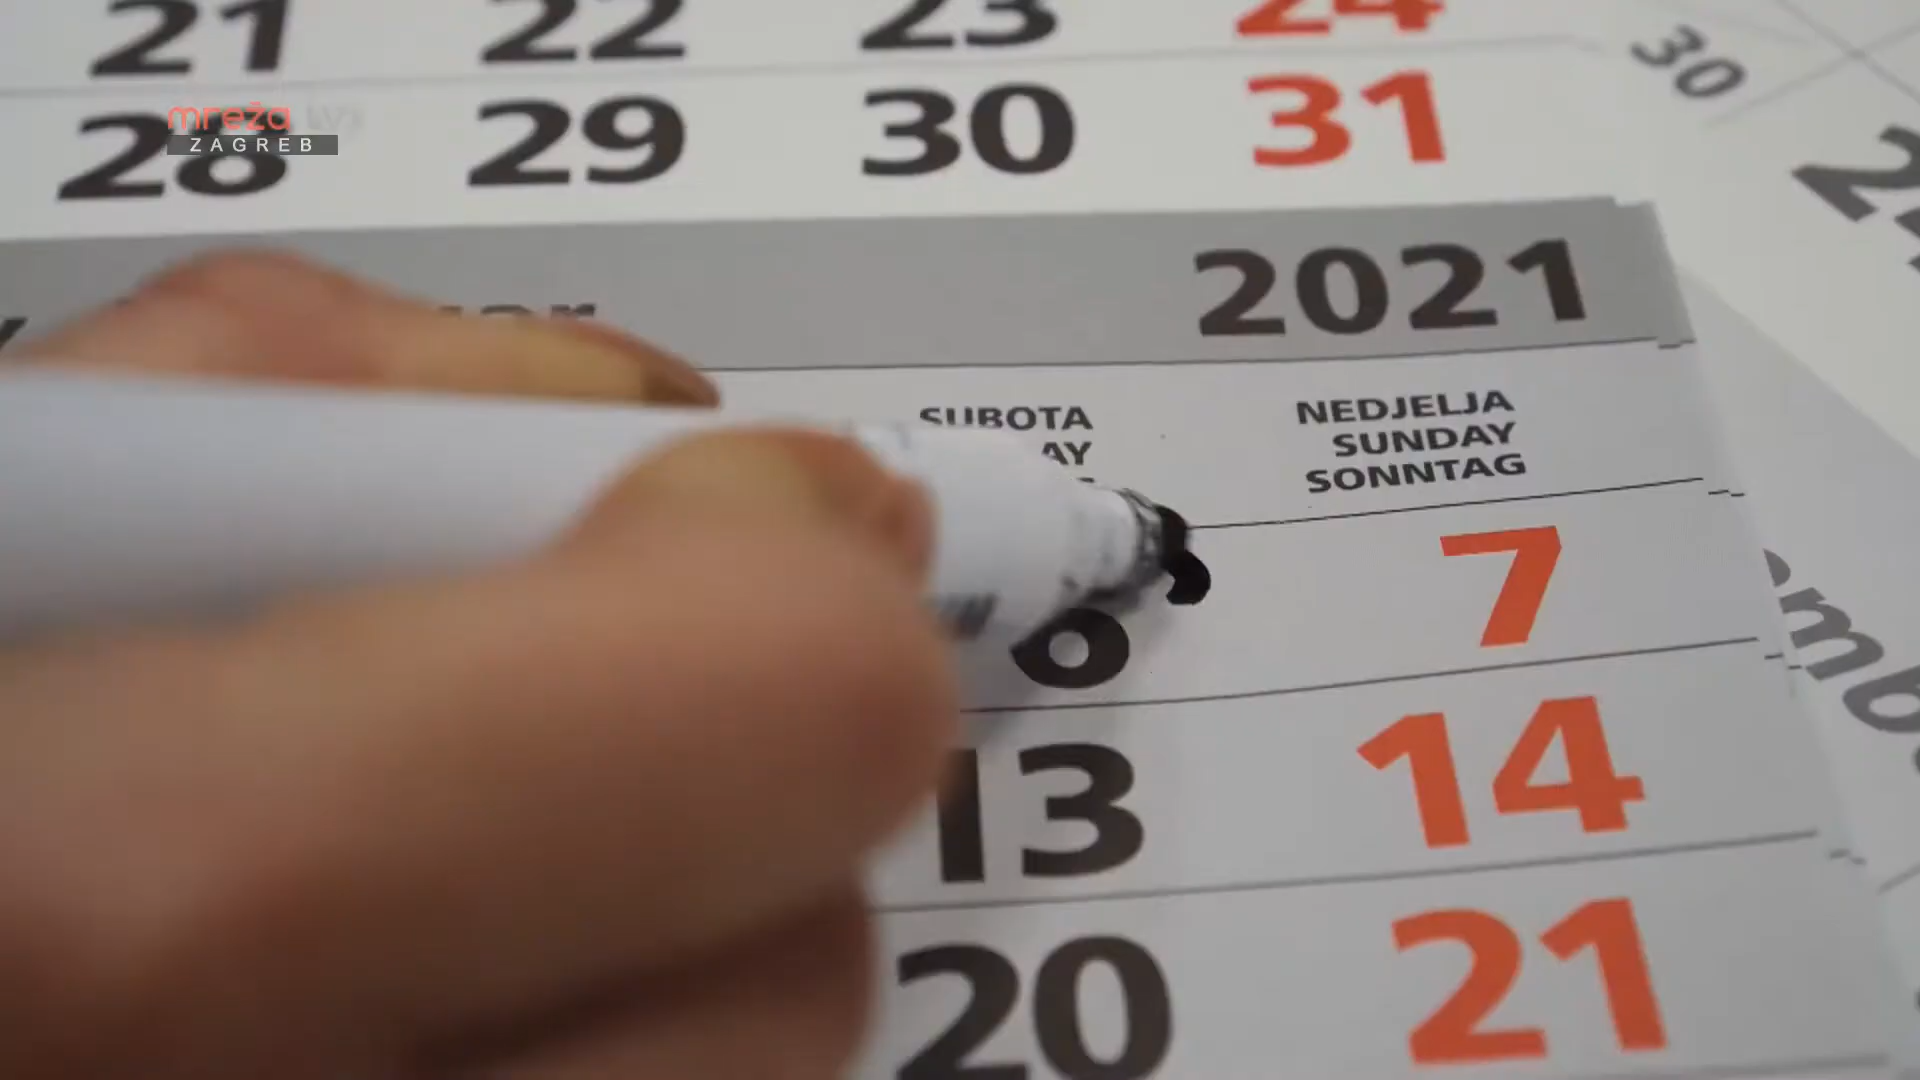 21 22 23 24
30
28 29 30 31
mreža
ZAGREB
2021
SUBOTA
NEDJELJA
SUNDAY
SONNTAG
6 7
13 14
20 21